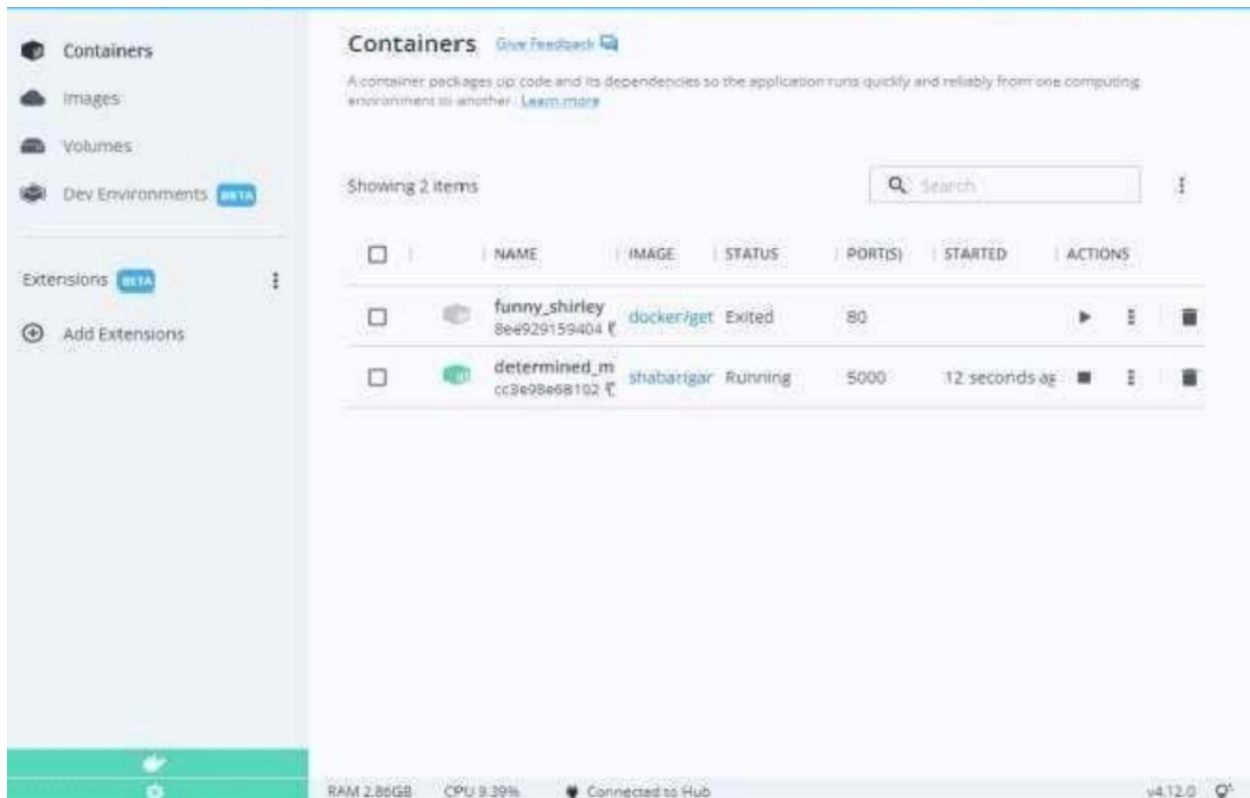 Containers
Images
Volumes
Dev Environments BETA
Extensions BETA
Add Extensions
Containers Give Feedback
A container packages up code and its dependencies so the application runs quickly and reliably from one computing
environment to another. Learn more
Showing 2 items
Search
NAME IMAGE STATUS PORT(S) STARTED ACTIONS
funny_shirley docker/get Exited 80
8ee929159404
determined_m shabarigar Running 5000 12 seconds ag
cc3e98e68102
RAM 2.86GB CPU 9.39% Connected to Hub v4.12.0